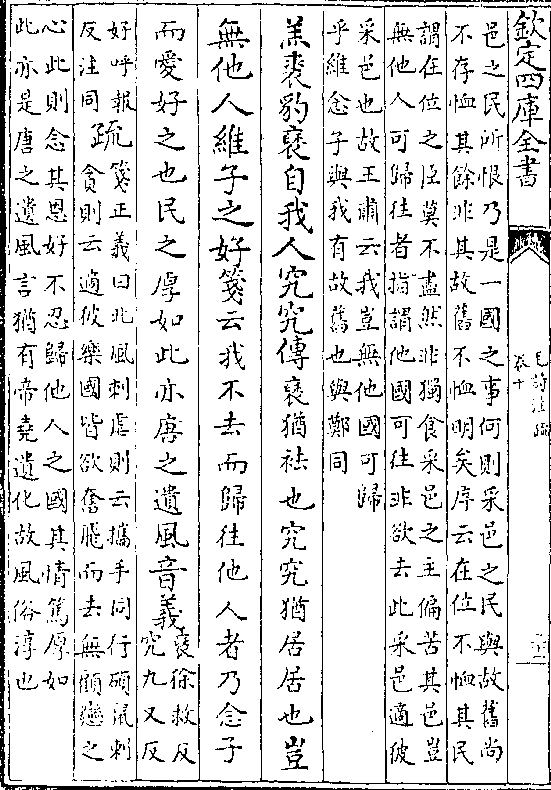 欽定四庫全書
毛詩注疏
卷十
邑之民所恨乃是一國之事何則采邑之民與故舊尚
不存恤其餘非其故舊不恤明矣序云在位不恤其民
謂在位之臣莫不盡然非獨食采邑之主偏苦其邑豈
無他人可歸往者指謂他國可往非欲去此采邑適彼
采邑也故王肅云我豈無他國可歸
乎維念子與我有故舊也與鄭同
羔裘豹褎自我人究究傳褎猶袪也究究猶居居也豈
無他人維子之好箋云我不去而歸往他人者乃念子
而愛好之也民之厚如此亦唐之遺風音義
褎徐救反
究九又反
好呼報
反注同
疏
箋正義曰北風刺虐則云攜手同行碩鼠刺
貪則云適彼樂國皆欲奮飛而去無顧戀之
心此則念其恩好不忍歸他人之國其情篤厚如
此亦是唐之遺風言猶有帝堯遺化故風俗淳也